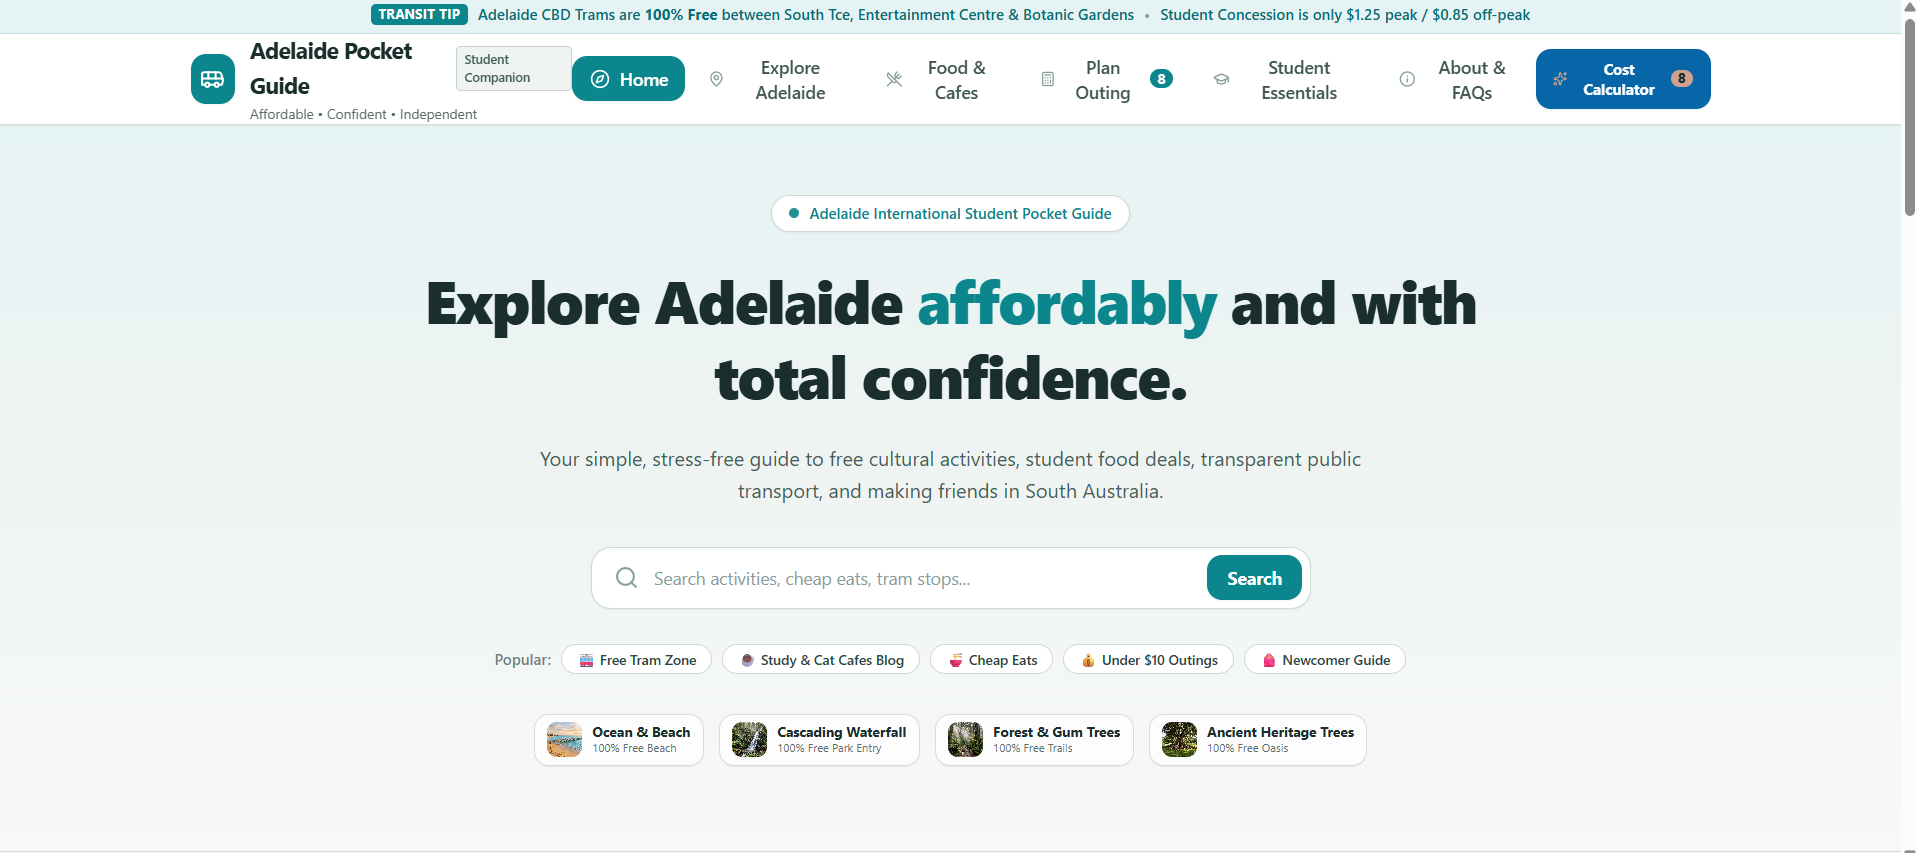 TRANSIT TIP Adelaide CBD Trams are 100% Free between South Tce, Entertainment Centre & Botanic Gardens • Student Concession is only $1.25 peak / $0.85 off-peak
Adelaide Pocket
Guide
Affordable • Confident • Independent
Student
Companion
Home
Explore
Adelaide
Food &
Cafes
Plan
Outing
8
Student
Essentials
About &
FAQs
Cost
Calculator
8
Adelaide International Student Pocket Guide
Explore Adelaide affordably and with
total confidence.
Your simple, stress-free guide to free cultural activities, student food deals, transparent public
transport, and making friends in South Australia.
Search activities, cheap eats, tram stops...
Search
Popular:
Free Tram Zone
Study & Cat Cafes Blog
Cheap Eats
Under $10 Outings
Newcomer Guide
Ocean & Beach
100% Free Beach
Cascading Waterfall
100% Free Park Entry
Forest & Gum Trees
100% Free Trails
Ancient Heritage Trees
100% Free Oasis